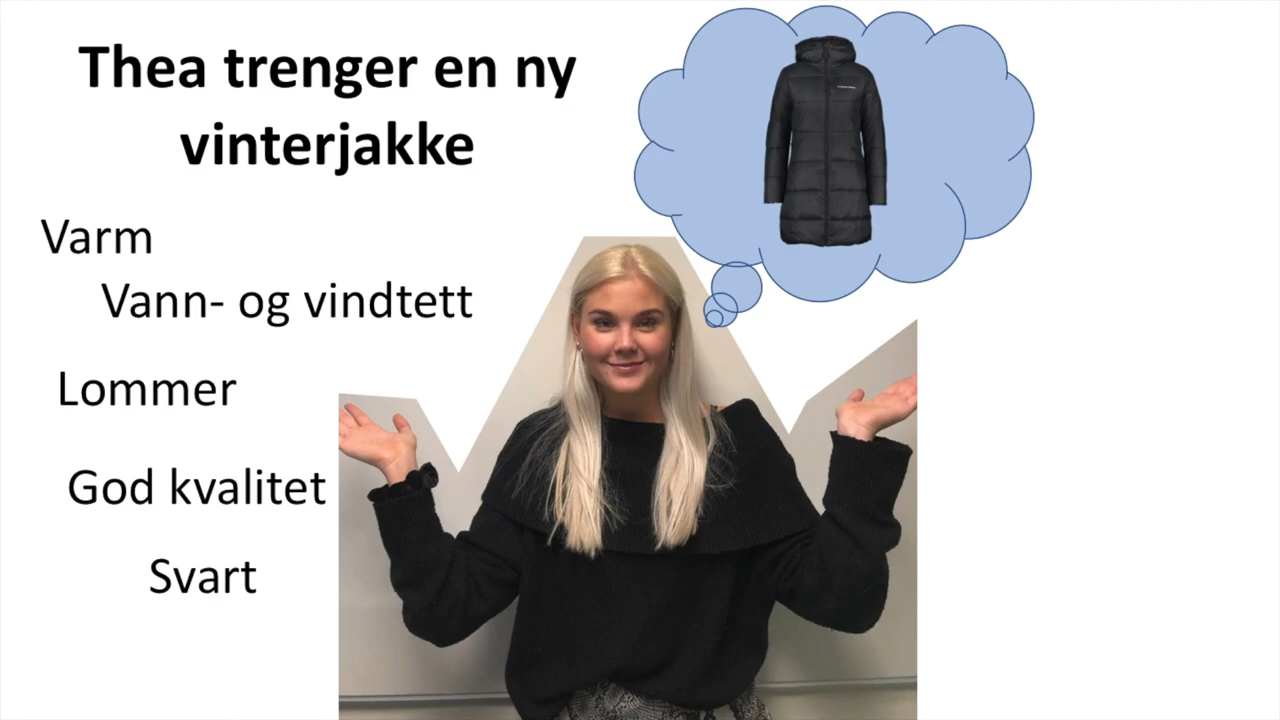 Thea trenger en ny
vinterjakke
Varm
Vann- og vindtett
Lommer
God kvalitet
Svart